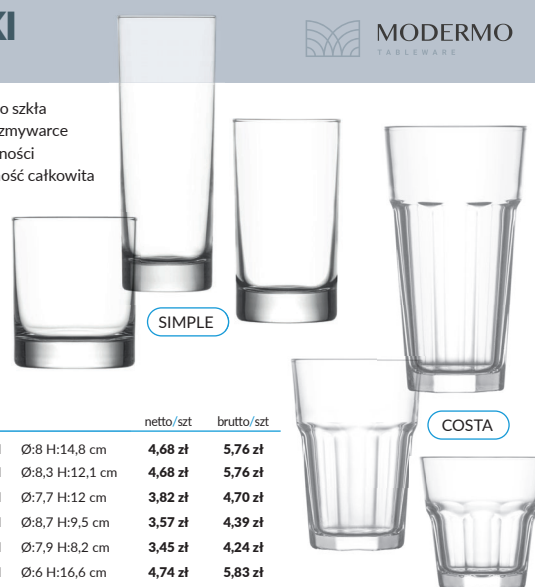 KI
MODERMO
TABLEWARE
o szkła
zmywarce
ności
ność całkowita
SIMPLE
COSTA
netto/szt brutto/szt
Ø:8 H:14,8 cm 4,68 zł 5,76 zł
Ø:8,3 H:12,1 cm 4,68 zł 5,76 zł
Ø:7,7 H:12 cm 3,82 zł 4,70 zł
Ø:8,7 H:9,5 cm 3,57 zł 4,39 zł
Ø:7,9 H:8,2 cm 3,45 zł 4,24 zł
Ø:6 H:16,6 cm 4,74 zł 5,83 zł